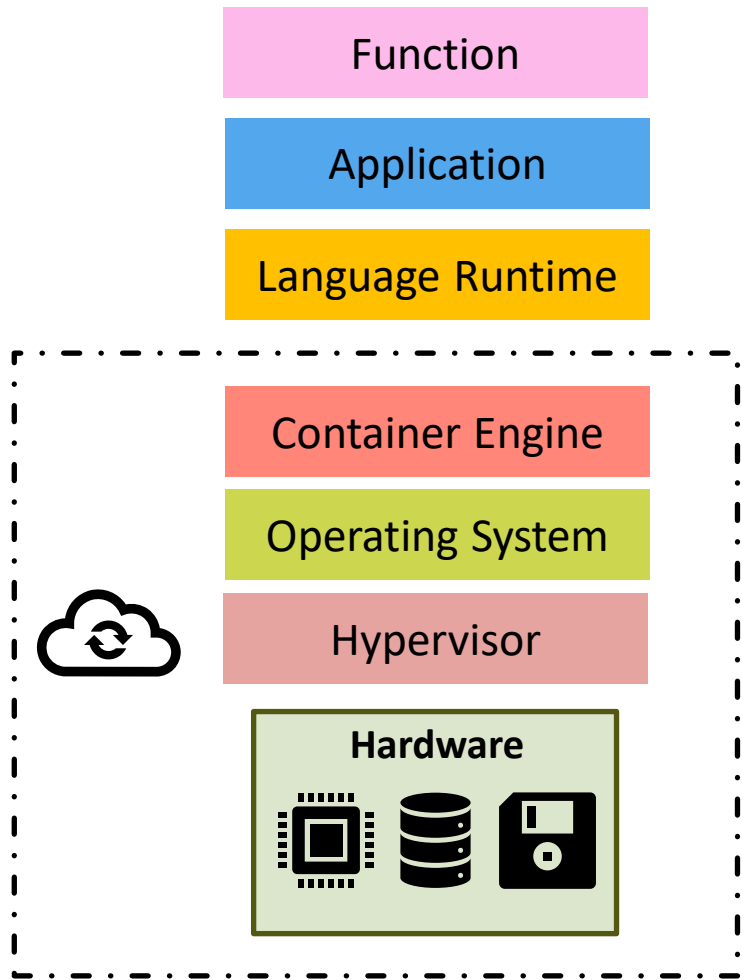 Function
Application
Language Runtime
Container Engine
Operating System
Hypervisor
Hardware